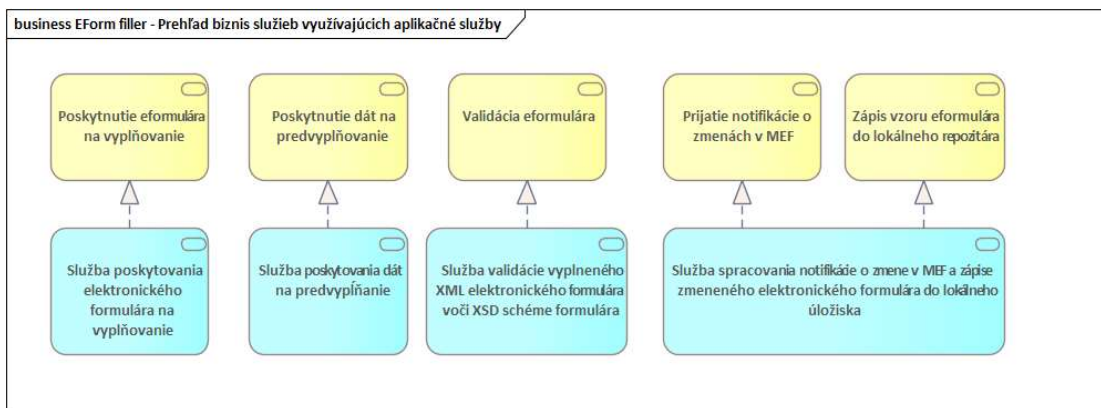 business EForm filler - Prehľad biznis služieb využívajúcich aplikačné služby
Poskytnutie eformulára
na vyplňovanie
Poskytnutie dát na
predvyplňovanie
Validácia eformulára
Prijatie notifikácie o
zmenách v MEF
Zápis vzoru eformulára
do lokálneho repozitára
Služba poskytovania
elektronického
formulára na
vyplňovanie
Služba poskytovania dát
na predvypĺňanie
Služba validácie vyplneného
XML elektronického formulára
voči XSD schéme formulára
Služba spracovania notifikácie o zmene v MEF a zápise
zmeneného elektronického formulára do lokálneho
úložiska